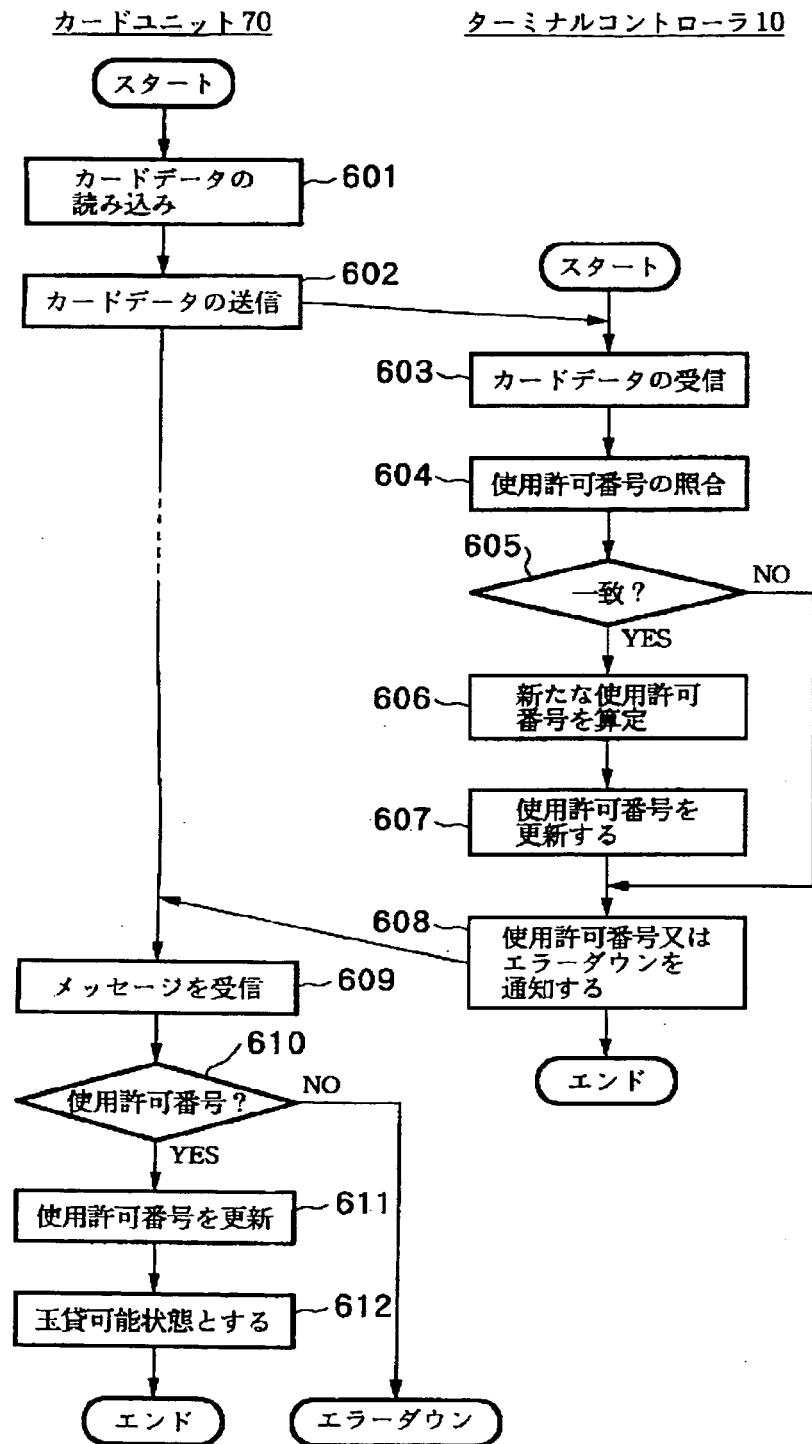 カードユニット70
スタート
カードデータの
読み込み
601
カードデータの送信
602
メッセージを受信
609
610
使用許可番号?
NO
YES
使用許可番号を更新
611
玉貸可能状態とする
612
エンド
エラーダウン
ターミナルコントローラ10
スタート
603
カードデータの受信
604
使用許可番号の照合
605
一致?
NO
YES
606
新たな使用許可
番号を算定
607
使用許可番号を
更新する
608
使用許可番号又は
エラーダウンを
通知する
エンド